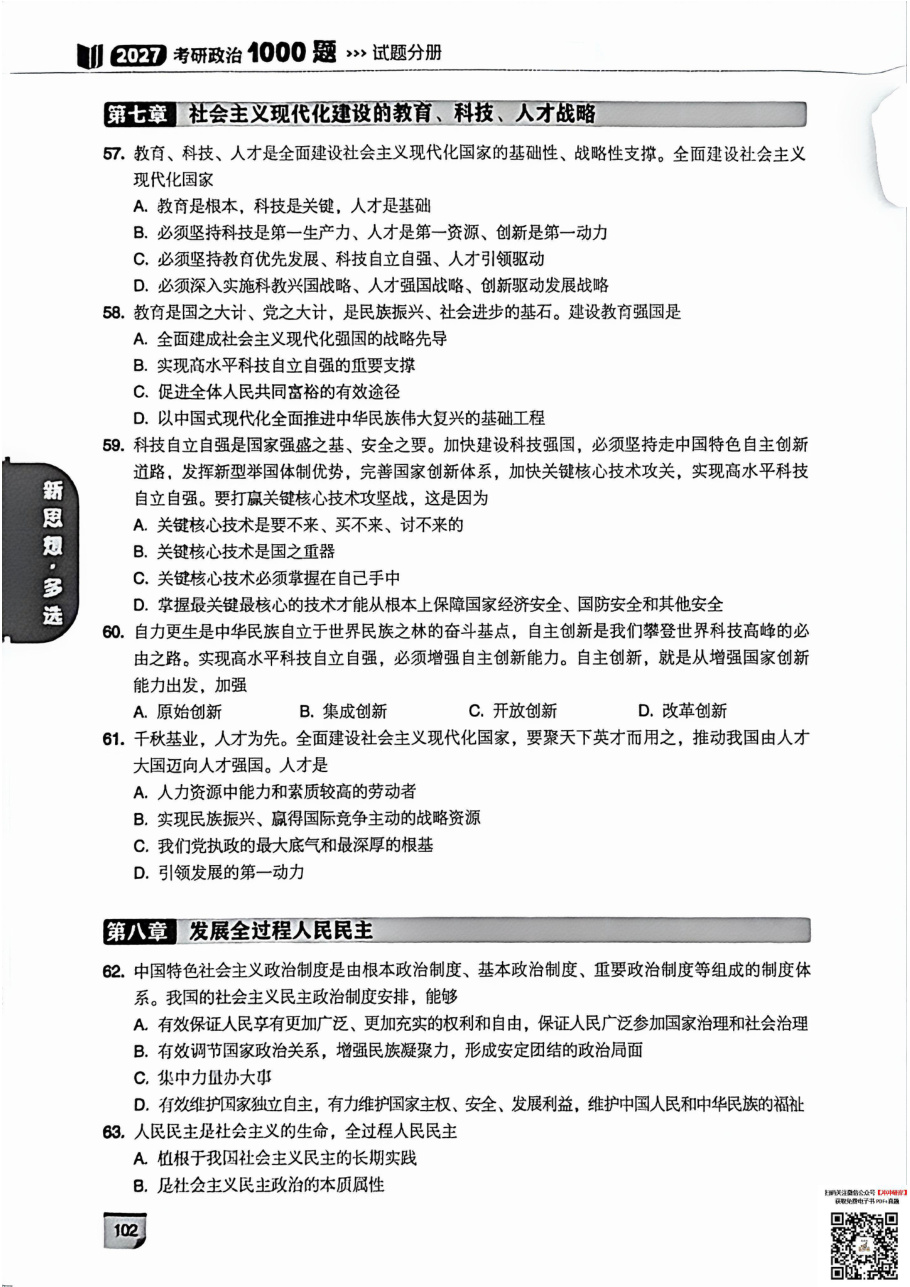 2027 考研政治 1000 题 >>> 试题分册
第七章 社会主义现代化建设的教育、科技、人才战略
57. 教育、科技、人才是全面建设社会主义现代化国家的基础性、战略性支撑。全面建设社会主义
现代化国家
A. 教育是根本，科技是关键，人才是基础
B. 必须坚持科技是第一生产力、人才是第一资源、创新是第一动力
C. 必须坚持教育优先发展、科技自立自强、人才引领驱动
D. 必须深入实施科教兴国战略、人才强国战略、创新驱动发展战略
58. 教育是国之大计、党之大计，是民族振兴、社会进步的基石。建设教育强国是
A. 全面建成社会主义现代化强国的战略先导
B. 实现高水平科技自立自强的重要支撑
C. 促进全体人民共同富裕的有效途径
D. 以中国式现代化全面推进中华民族伟大复兴的基础工程
59. 科技自立自强是国家强盛之基、安全之要。加快建设科技强国，必须坚持走中国特色自主创新
道路，发挥新型举国体制优势，完善国家创新体系，加快关键核心技术攻关，实现高水平科技
自立自强。要打赢关键核心技术攻坚战，这是因为
A. 关键核心技术是要不来、买不来、讨不来的
B. 关键核心技术是国之重器
C. 关键核心技术必须掌握在自己手中
D. 掌握最关键最核心的技术才能从根本上保障国家经济安全、国防安全和其他安全
60. 自力更生是中华民族自立于世界民族之林的奋斗基点，自主创新是我们攀登世界科技高峰的必
由之路。实现高水平科技自立自强，必须增强自主创新能力。自主创新，就是从增强国家创新
能力出发，加强
A. 原始创新 B. 集成创新 C. 开放创新 D. 改革创新
61. 千秋基业，人才为先。全面建设社会主义现代化国家，要聚天下英才而用之，推动我国由人才
大国迈向人才强国。人才是
A. 人力资源中能力和素质较高的劳动者
B. 实现民族振兴、赢得国际竞争主动的战略资源
C. 我们党执政的最大底气和最深厚的根基
D. 引领发展的第一动力
第八章 发展全过程人民民主
62. 中国特色社会主义政治制度是由根本政治制度、基本政治制度、重要政治制度等组成的制度体
系。我国的社会主义民主政治制度安排，能够
A. 有效保证人民享有更加广泛、更加充实的权利和自由，保证人民广泛参加国家治理和社会治理
B. 有效调节国家政治关系，增强民族凝聚力，形成安定团结的政治局面
C. 集中力量办大事
D. 有效维护国家独立自主，有力维护国家主权、安全、发展利益，维护中国人民和中华民族的福祉
63. 人民民主是社会主义的生命，全过程人民民主
A. 植根于我国社会主义民主的长期实践
B. 是社会主义民主政治的本质属性
新思想·多选
102
获取免费电子书PDF+真题